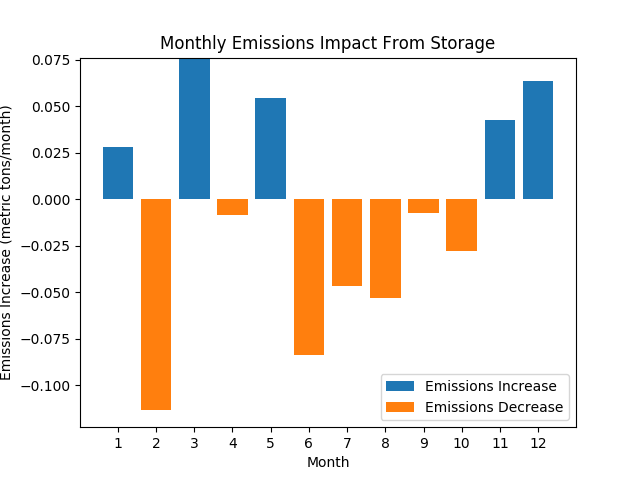 Monthly Emissions Impact From Storage
Emissions Increase (metric tons/month)
0.075
0.050
0.025
0.000
−0.025
−0.050
−0.075
−0.100
Emissions Increase
Emissions Decrease
1 2 3 4 5 6 7 8 9 10 11 12
Month